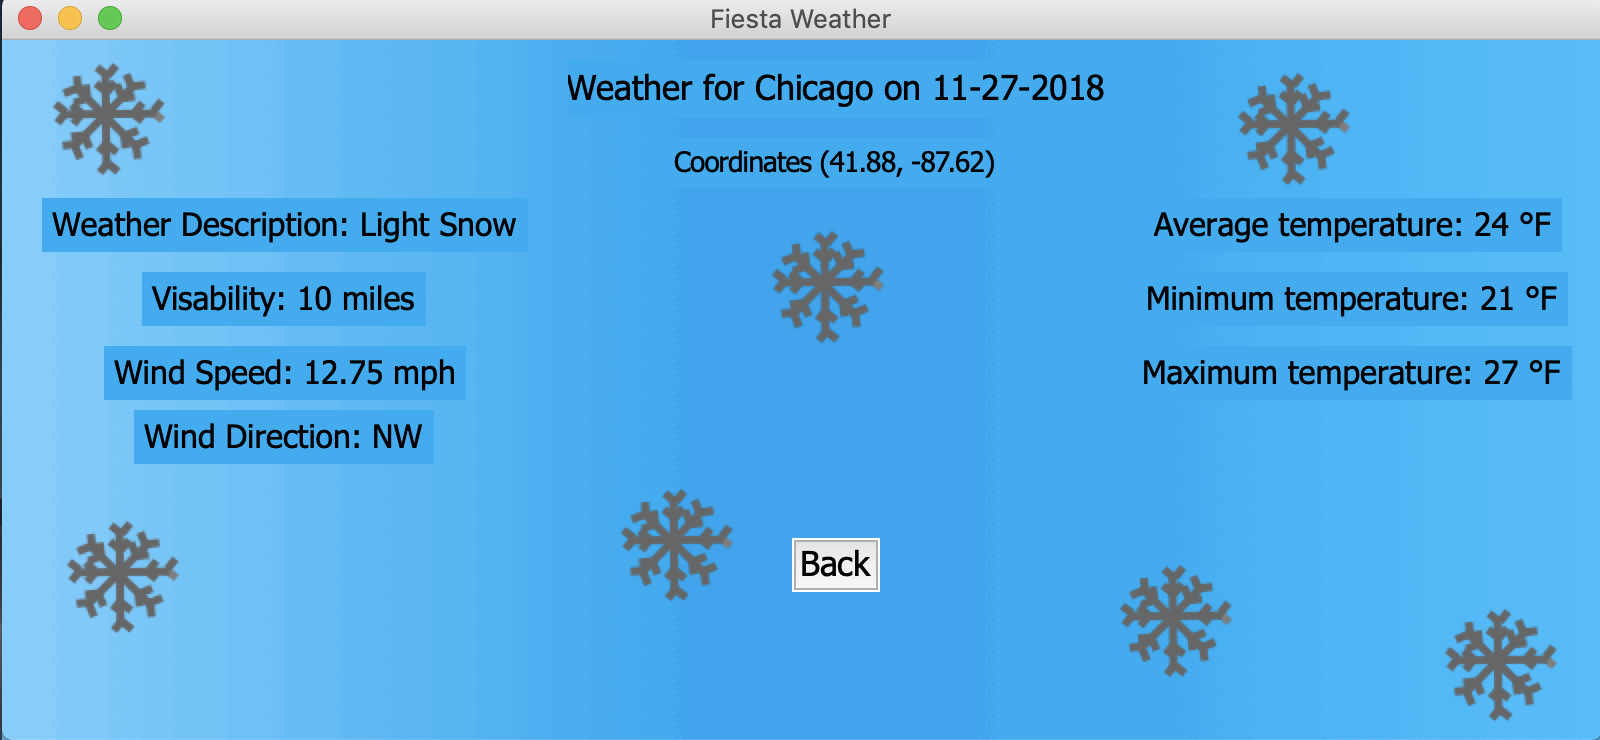 Fiesta Weather
Weather for Chicago on 11-27-2018
Coordinates (41.88, -87.62)
Weather Description: Light Snow
Visability: 10 miles
Wind Speed: 12.75 mph
Wind Direction: NW
Average temperature: 24 °F
Minimum temperature: 21 °F
Maximum temperature: 27 °F
Back